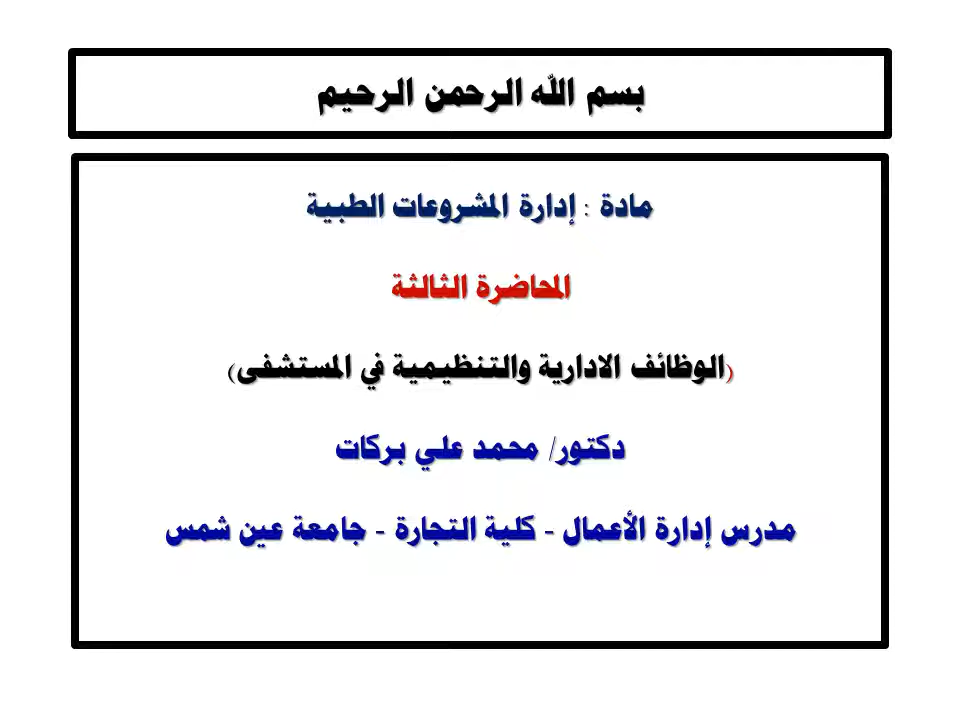 بسم الله الرحمن الرحيم
مادة : إدارة المشروعات الطبية
المحاضرة الثالثة
(الوظائف الادارية والتنظيمية في المستشفى)
دكتور/ محمد علي بركات
مدرس إدارة الأعمال - كلية التجارة - جامعة عين شمس